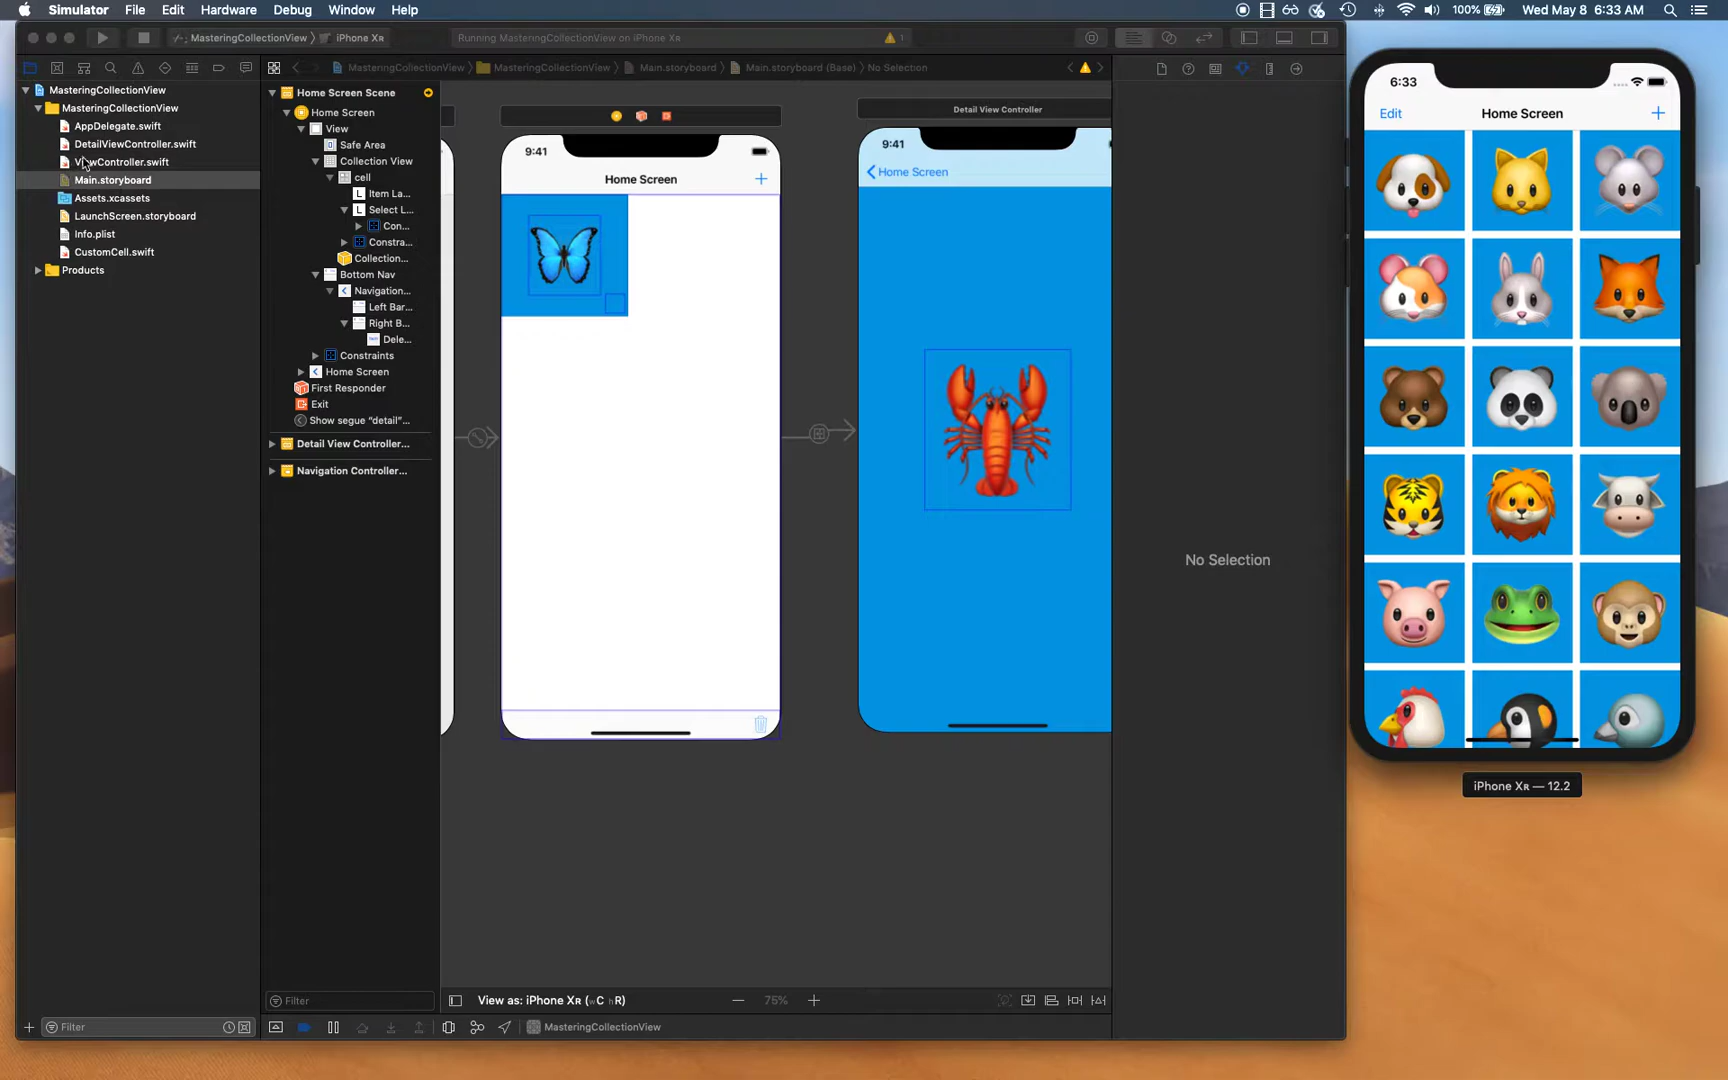 Simulator File Edit Hardware Debug Window Help
100% Wed May 8 6:33 AM
MasteringCollectionView iPhone XR
Running MasteringCollectionView on iPhone XR
1
MasteringCollectionView
MasteringCollectionView
AppDelegate.swift
DetailViewController.swift
ViewController.swift
Main.storyboard
Assets.xcassets
LaunchScreen.storyboard
Info.plist
CustomCell.swift
Products
Filter
MasteringCollectionView MasteringCollectionView Main.storyboard Main.storyboard (Base) No Selection
Home Screen Scene
Home Screen
View
Safe Area
Collection View
cell
Item La...
Select L...
Con...
Constra...
Collection...
Bottom Nav
Navigation...
Left Bar...
Right B...
Dele...
Constraints
Home Screen
First Responder
Exit
Show segue "detail"...
Detail View Controller...
Navigation Controller...
Filter
9:41
Home Screen
Detail View Controller
9:41
Home Screen
View as: iPhone XR (wC hR)
75%
MasteringCollectionView
No Selection
6:33
Edit Home Screen
iPhone XR — 12.2